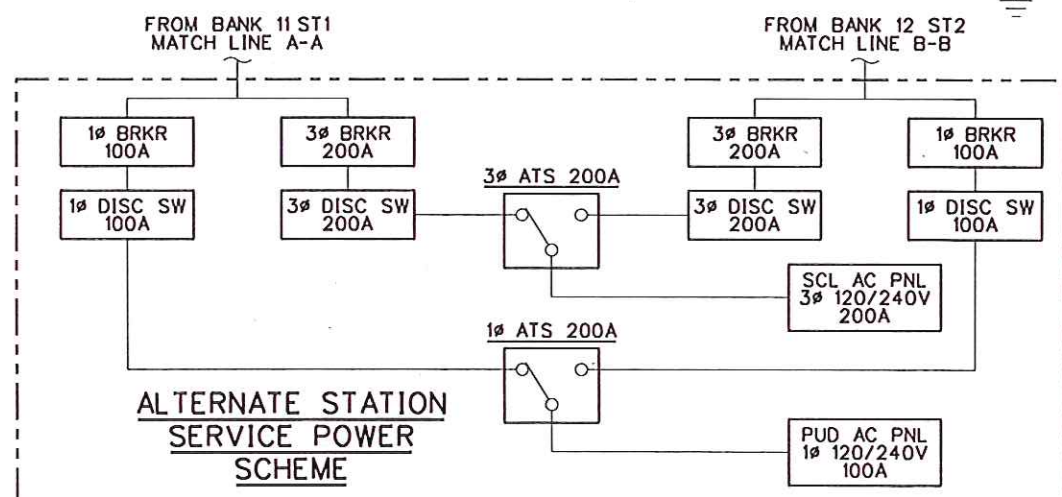 FROM BANK 11 ST1
MATCH LINE A-A
FROM BANK 12 ST2
MATCH LINE B-B
1ø BRKR
100A
3ø BRKR
200A
3ø BRKR
200A
1ø BRKR
100A
1ø DISC SW
100A
3ø DISC SW
200A
3ø ATS 200A
3ø DISC SW
200A
1ø DISC SW
100A
SCL AC PNL
3ø 120/240V
200A
1ø ATS 200A
ALTERNATE STATION
SERVICE POWER
SCHEME
PUD AC PNL
1ø 120/240V
100A